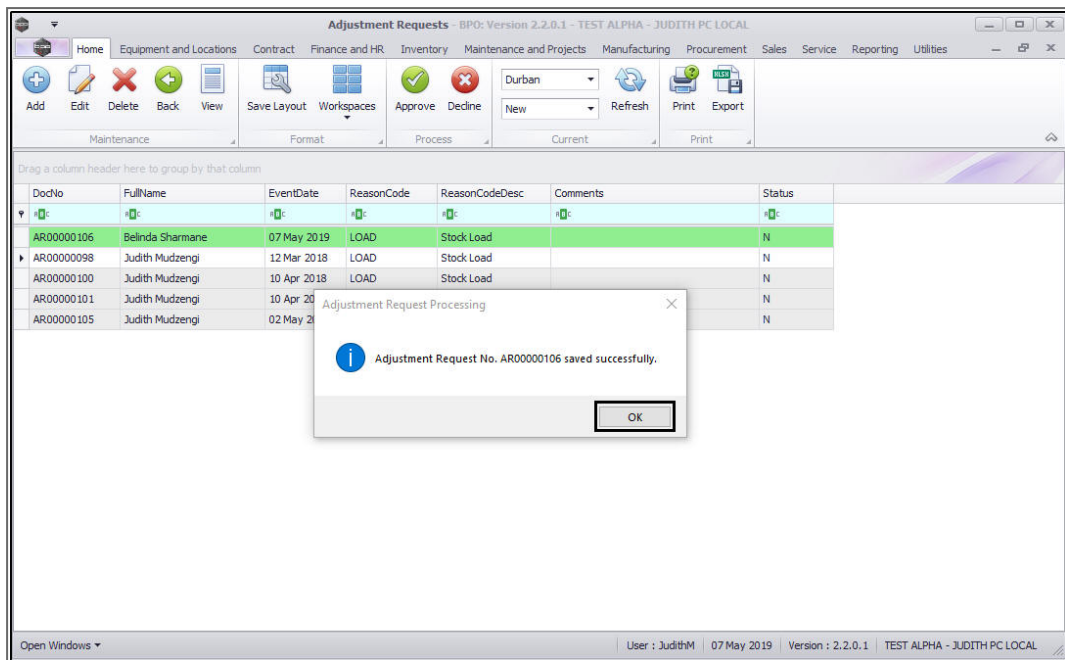 Adjustment Requests - BPO: Version 2.2.0.1 - TEST ALPHA - JUDITH PC LOCAL
Home Equipment and Locations Contract Finance and HR Inventory Maintenance and Projects Manufacturing Procurement Sales Service Reporting Utilities
Durban
Add Edit Delete Back View Save Layout Workspaces Approve Decline New Refresh Print Export
Maintenance Format Process Current Print
Drag a column header here to group by that column
DocNo FullName EventDate ReasonCode ReasonCodeDesc Comments Status
AR00000106 Belinda Sharmane 07 May 2019 LOAD Stock Load N
AR00000098 Judith Mudzengi 12 Mar 2018 LOAD Stock Load N
AR00000100 Judith Mudzengi 10 Apr 2018 LOAD Stock Load N
AR00000101 Judith Mudzengi 10 Apr 20 N
AR00000105 Judith Mudzengi 02 May 2 N
Adjustment Request Processing
Adjustment Request No. AR00000106 saved successfully.
OK
Open Windows User : JudithM 07 May 2019 Version : 2.2.0.1 TEST ALPHA - JUDITH PC LOCAL